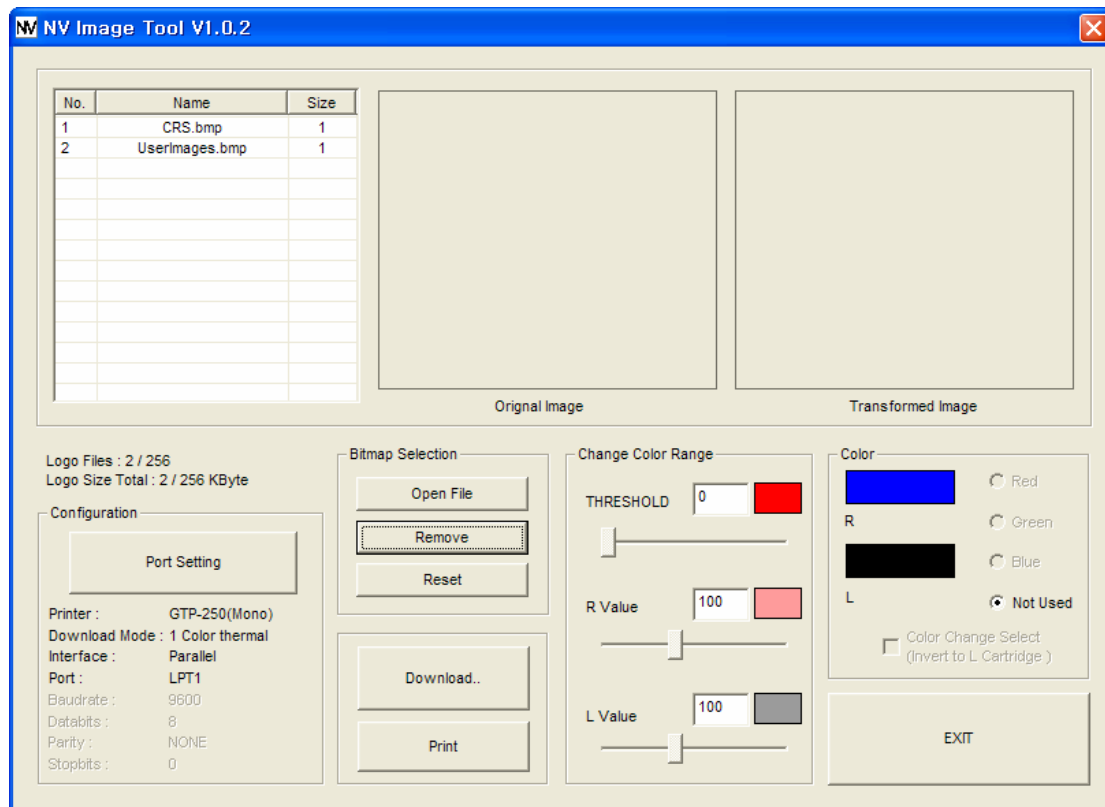 NV NV Image Tool V1.0.2
No. Name Size
1 CRS.bmp 1
2 UserImages.bmp 1
Orignal Image
Transformed Image
Logo Files : 2 / 256
Logo Size Total : 2 / 256 KByte
Configuration
Port Setting
Printer : GTP-250(Mono)
Download Mode : 1 Color thermal
Interface : Parallel
Port : LPT1
Baudrate : 9600
Databits : 8
Parity : NONE
Stopbits : 0
Bitmap Selection
Open File
Remove
Reset
Download..
Print
Change Color Range
THRESHOLD 0
R Value 100
L Value 100
Color
R
L
Red
Green
Blue
Not Used
Color Change Select
(Invert to L Cartridge )
EXIT